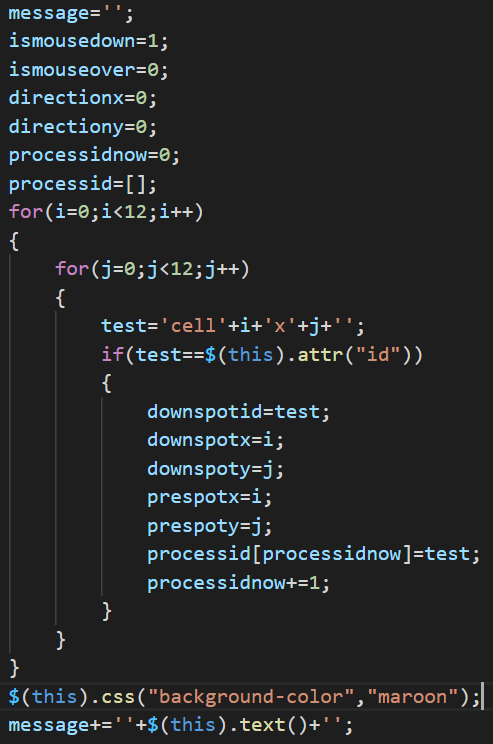 message='';
ismousedown=1;
ismouseover=0;
directionx=0;
directiony=0;
processidnow=0;
processid=[];
for(i=0;i<12;i++)
{
for(j=0;j<12;j++)
{
test='cell'+i+'x'+j+'';
if(test==$(this).attr("id"))
{
downspotid=test;
downspotx=i;
downspoty=j;
prespotx=i;
prespoty=j;
processid[processidnow]=test;
processidnow+=1;
}
}
}
$(this).css("background-color","maroon");
message+=''+$(this).text()+'';